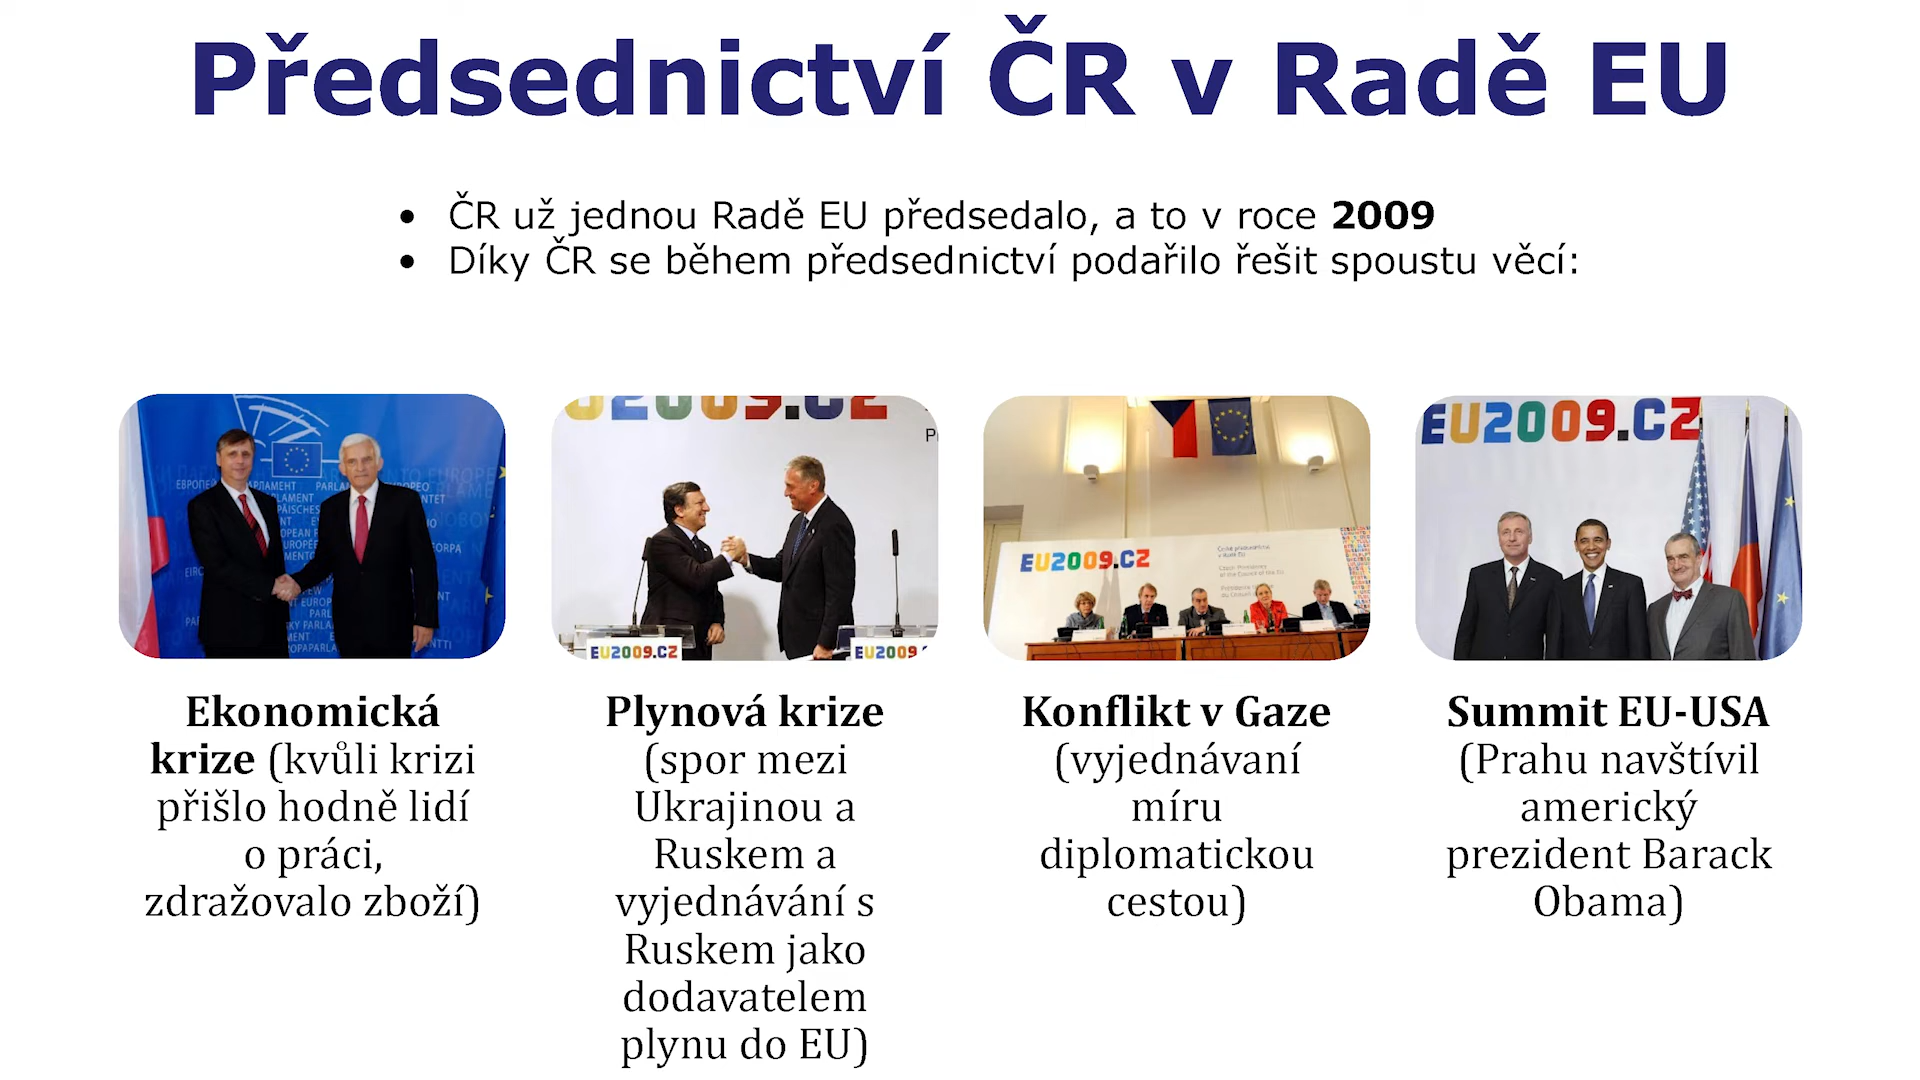 Předsednictví ČR v Radě EU
• ČR už jednou Radě EU předsedalo, a to v roce 2009
• Díky ČR se během předsednictví podařilo řešit spoustu věcí:
EU2009.CZ
EU2009.CZ
EU2009.CZ
EU2009.CZ
EU2009.CZ
Ekonomická
krize (kvůli krizi
přišlo hodně lidí
o práci,
zdražovalo zboží)
Plynová krize
(spor mezi
Ukrajinou a
Ruskem a
vyjednávání s
Ruskem jako
dodavatelem
plynu do EU)
Konflikt v Gaze
(vyjednávaní
míru
diplomatickou
cestou)
Summit EU-USA
(Prahu navštívil
americký
prezident Barack
Obama)